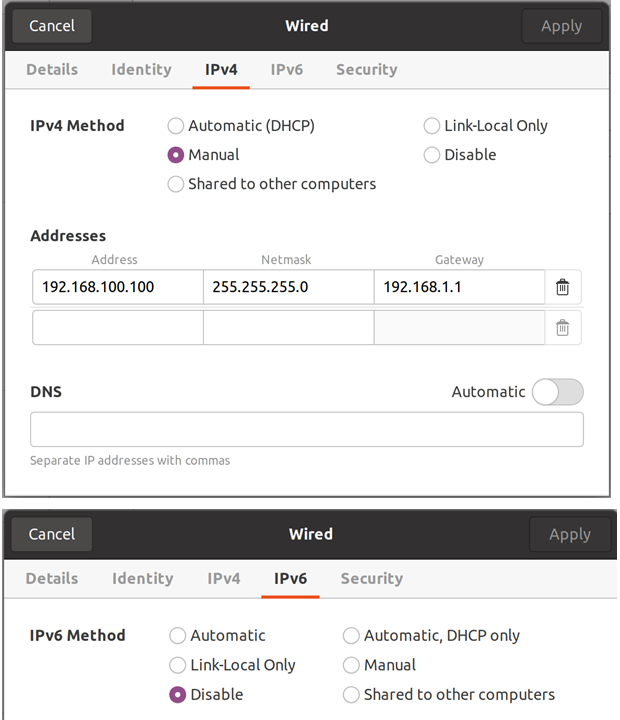 Cancel Wired Apply
Details Identity IPv4 IPv6 Security
IPv4 Method Automatic (DHCP) Link-Local Only
Manual Disable
Shared to other computers
Addresses
Address Netmask Gateway
192.168.100.100 255.255.255.0 192.168.1.1
DNS Automatic
Separate IP addresses with commas
Cancel Wired Apply
Details Identity IPv4 IPv6 Security
IPv6 Method Automatic Automatic, DHCP only
Link-Local Only Manual
Disable Shared to other computers